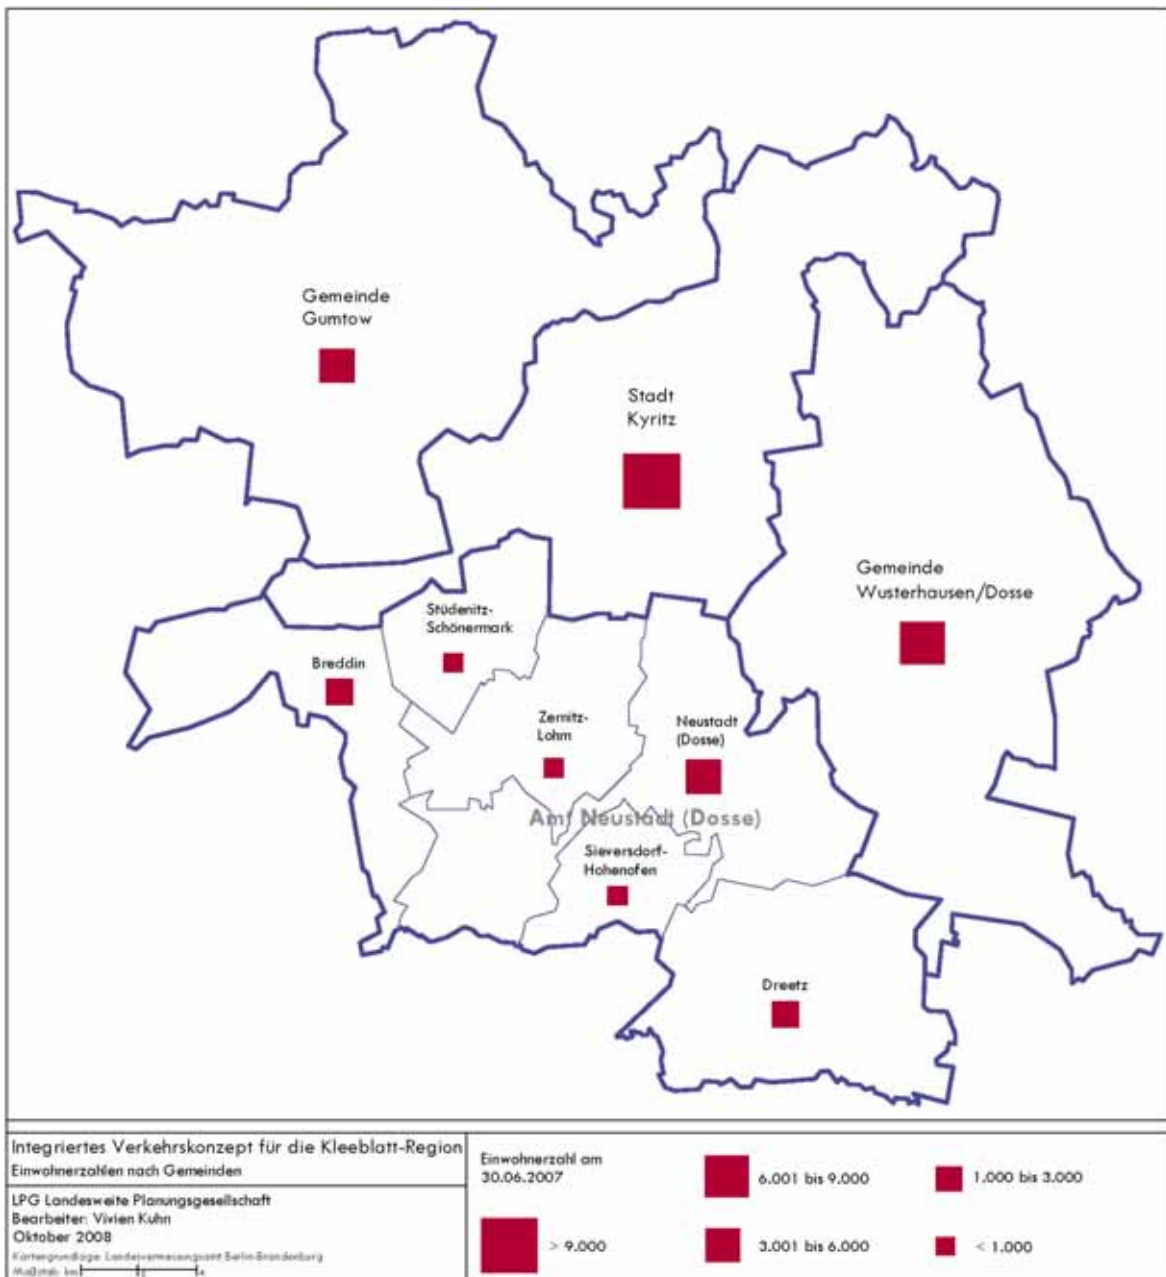 Gemeinde
Gumtow
Stadt
Kyritz
Gemeinde
Wusterhausen/Dosse
Stüdenitz-
Schönermark
Breddin
Zernitz-
Lohm
Neustadt
(Dosse)
Amt Neustadt (Dosse)
Sieversdorf-
Hohenofen
Dreetz
Integriertes Verkehrskonzept für die Kleeblatt-Region
Einwohnerzahlen nach Gemeinden
LPG Landesweite Planungsgesellschaft
Bearbeiter: Vivien Kuhn
Oktober 2008
Kartengrundlage: Landesvermessungsamt Berlin-Brandenburg
Maßstab: km
Einwohnerzahl am
30.06.2007
> 9.000
6.001 bis 9.000
3.001 bis 6.000
1.000 bis 3.000
< 1.000